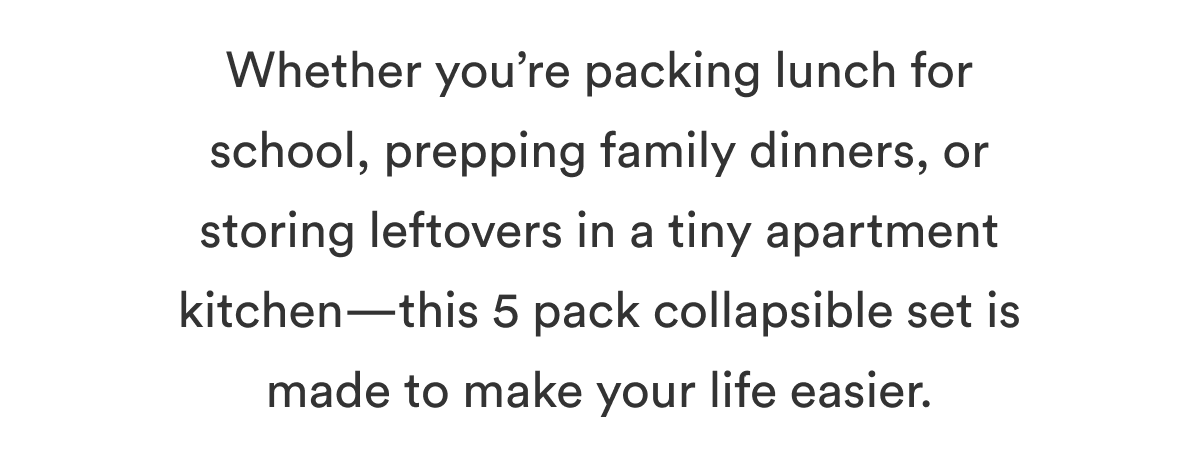 Whether you’re packing lunch for
school, prepping family dinners, or
storing leftovers in a tiny apartment
kitchen—this 5 pack collapsible set is
made to make your life easier.